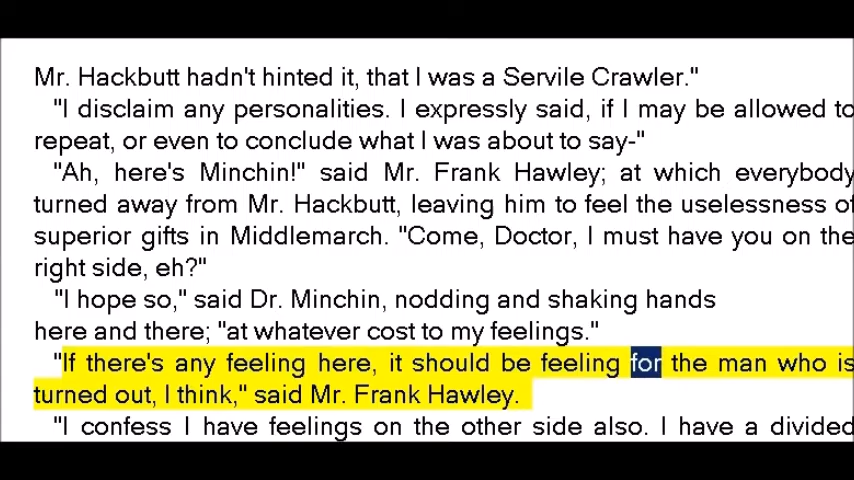 Mr. Hackbutt hadn't hinted it, that I was a Servile Crawler."
"I disclaim any personalities. I expressly said, if I may be allowed to
repeat, or even to conclude what I was about to say-"
"Ah, here's Minchin!" said Mr. Frank Hawley; at which everybody
turned away from Mr. Hackbutt, leaving him to feel the uselessness of
superior gifts in Middlemarch. "Come, Doctor, I must have you on the
right side, eh?"
"I hope so," said Dr. Minchin, nodding and shaking hands
here and there; "at whatever cost to my feelings."
"If there's any feeling here, it should be feeling for the man who is
turned out, I think," said Mr. Frank Hawley.
"I confess I have feelings on the other side also. I have a divided